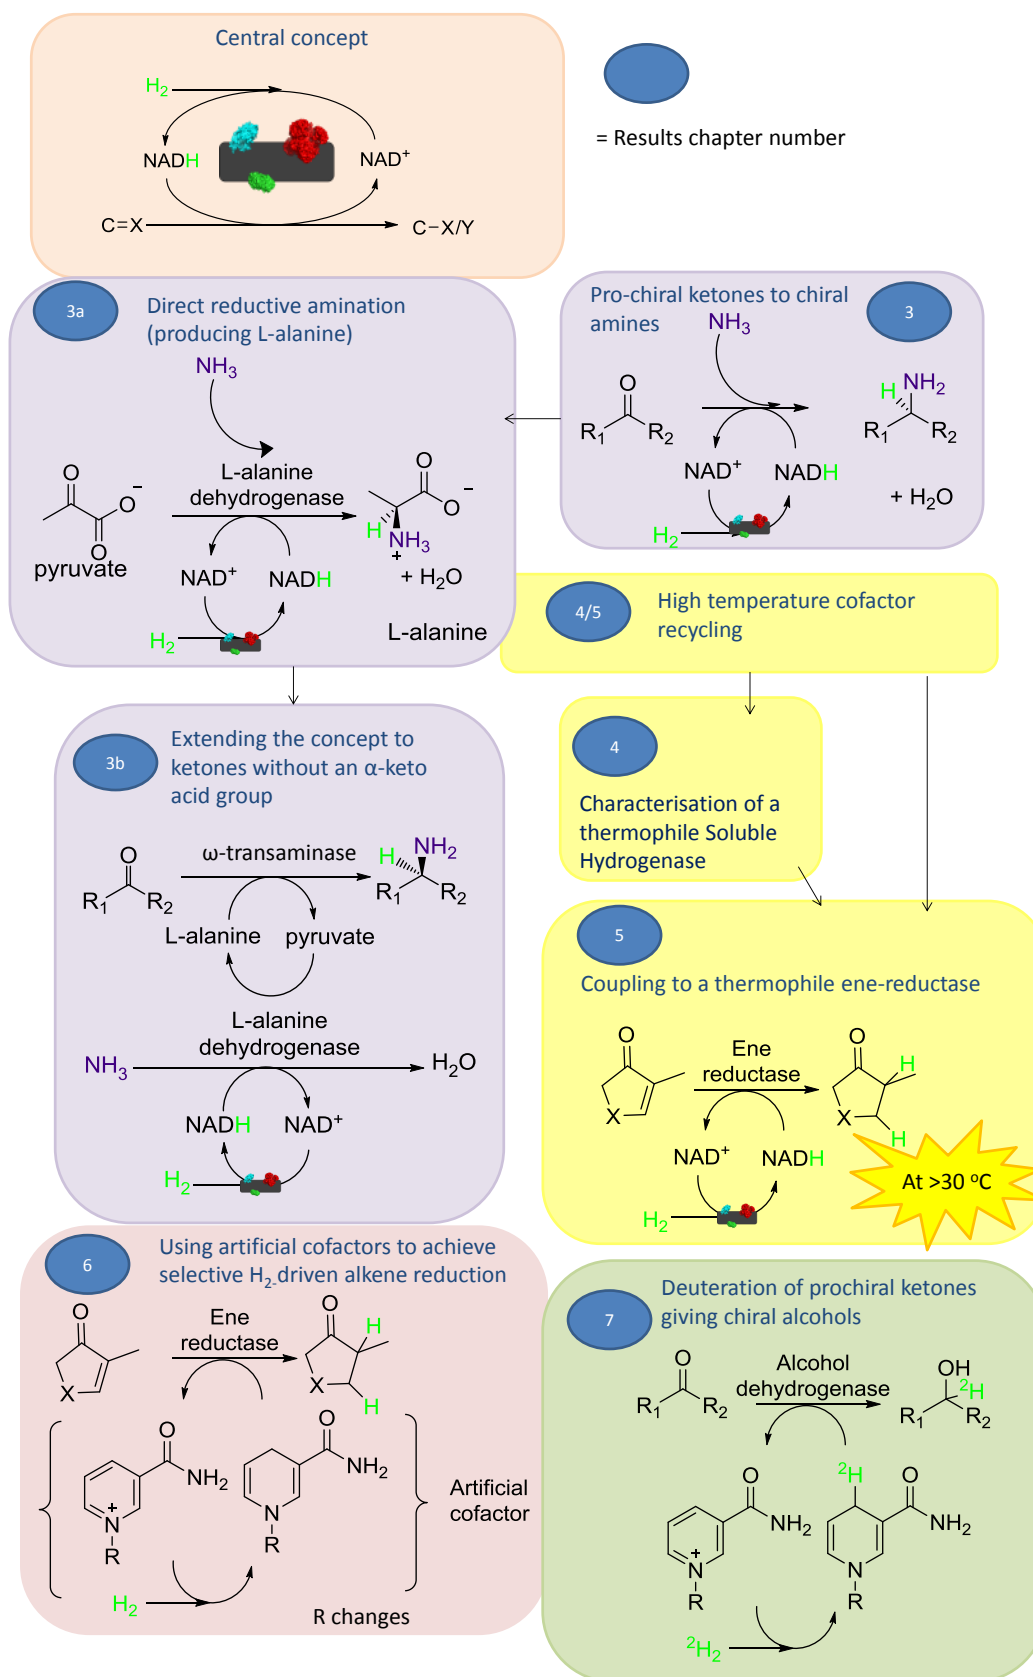 Central concept
H₂
NADH
NAD⁺
C=X
C–X/Y
= Results chapter number
3a
Direct reductive amination
(producing L-alanine)
NH₃
O
O
O⁻
pyruvate
L-alanine
dehydrogenase
O
O⁻
H
NH₃
+
+ H₂O
NAD⁺
NADH
H₂
L-alanine
Pro-chiral ketones to chiral
amines
3
NH₃
O
R₁
R₂
H
NH₂
R₁
R₂
NAD⁺
NADH
+ H₂O
H₂
4/5
High temperature cofactor
recycling
3b
Extending the concept to
ketones without an α-keto
acid group
O
R₁
R₂
ω-transaminase
H
NH₂
R₁
R₂
L-alanine
pyruvate
L-alanine
dehydrogenase
NH₃
H₂O
NADH
NAD⁺
H₂
4
Characterisation of a
thermophile Soluble
Hydrogenase
5
Coupling to a thermophile ene-reductase
O
X
Ene
reductase
O
H
X
H
NAD⁺
NADH
H₂
At >30 °C
6
Using artificial cofactors to achieve
selective H₂-driven alkene reduction
O
X
Ene
reductase
O
H
X
H
O
NH₂
N
+
R
O
NH₂
N
R
Artificial
cofactor
H₂
R changes
7
Deuteration of prochiral ketones
giving chiral alcohols
O
R₁
R₂
Alcohol
dehydrogenase
OH
²H
R₁
R₂
O
NH₂
N
+
R
²H
O
NH₂
N
R
²H₂